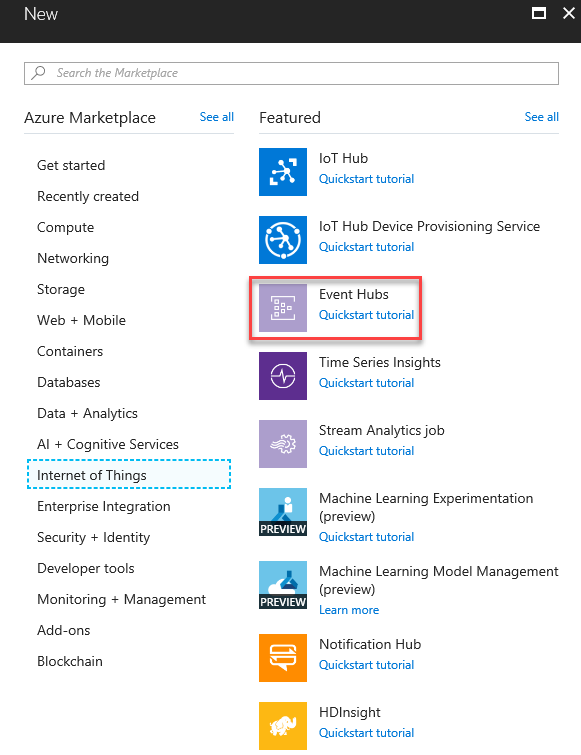 New
Search the Marketplace
Azure Marketplace
See all
Get started
Recently created
Compute
Networking
Storage
Web + Mobile
Containers
Databases
Data + Analytics
AI + Cognitive Services
Internet of Things
Enterprise Integration
Security + Identity
Developer tools
Monitoring + Management
Add-ons
Blockchain
Featured
See all
IoT Hub
Quickstart tutorial
IoT Hub Device Provisioning Service
Quickstart tutorial
Event Hubs
Quickstart tutorial
Time Series Insights
Quickstart tutorial
Stream Analytics job
Quickstart tutorial
PREVIEW
Machine Learning Experimentation
(preview)
Quickstart tutorial
PREVIEW
Machine Learning Model Management
(preview)
Learn more
Notification Hub
Quickstart tutorial
HDInsight
Quickstart tutorial